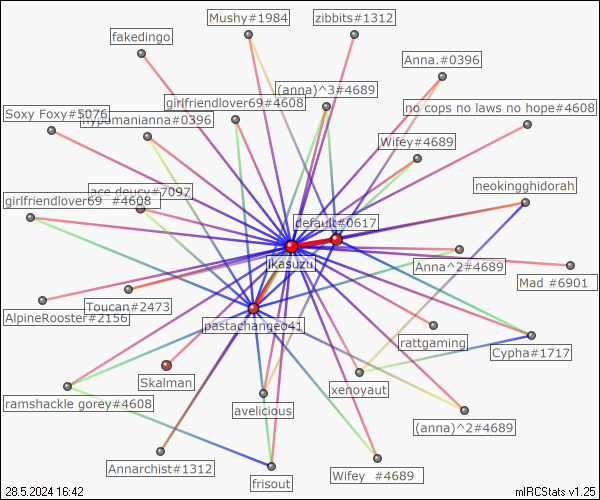 Mushy#1984
zibbits#1312
fakedingo
Anna.#0396
(anna)^3#4689
girlfriendlover69#4608
no cops no laws no hope#4608
Soxy Foxy#5076
hypomanianna#0396
Wifey#4689
neokingghidorah
ace deucy#7097
girlfriendlover69 #4608
default#0617
ikasuzu
Anna^2#4689
Mad #6901
Toucan#2473
AlpineRooster#2156
pastachangeo41
rattgaming
Cypha#1717
Skalman
xenoyaut
ramshackle gorey#4608
avelicious
(anna)^2#4689
Annarchist#1312
Wifey #4689
frisout
28.5.2024 16:42
mIRCStats v1.25